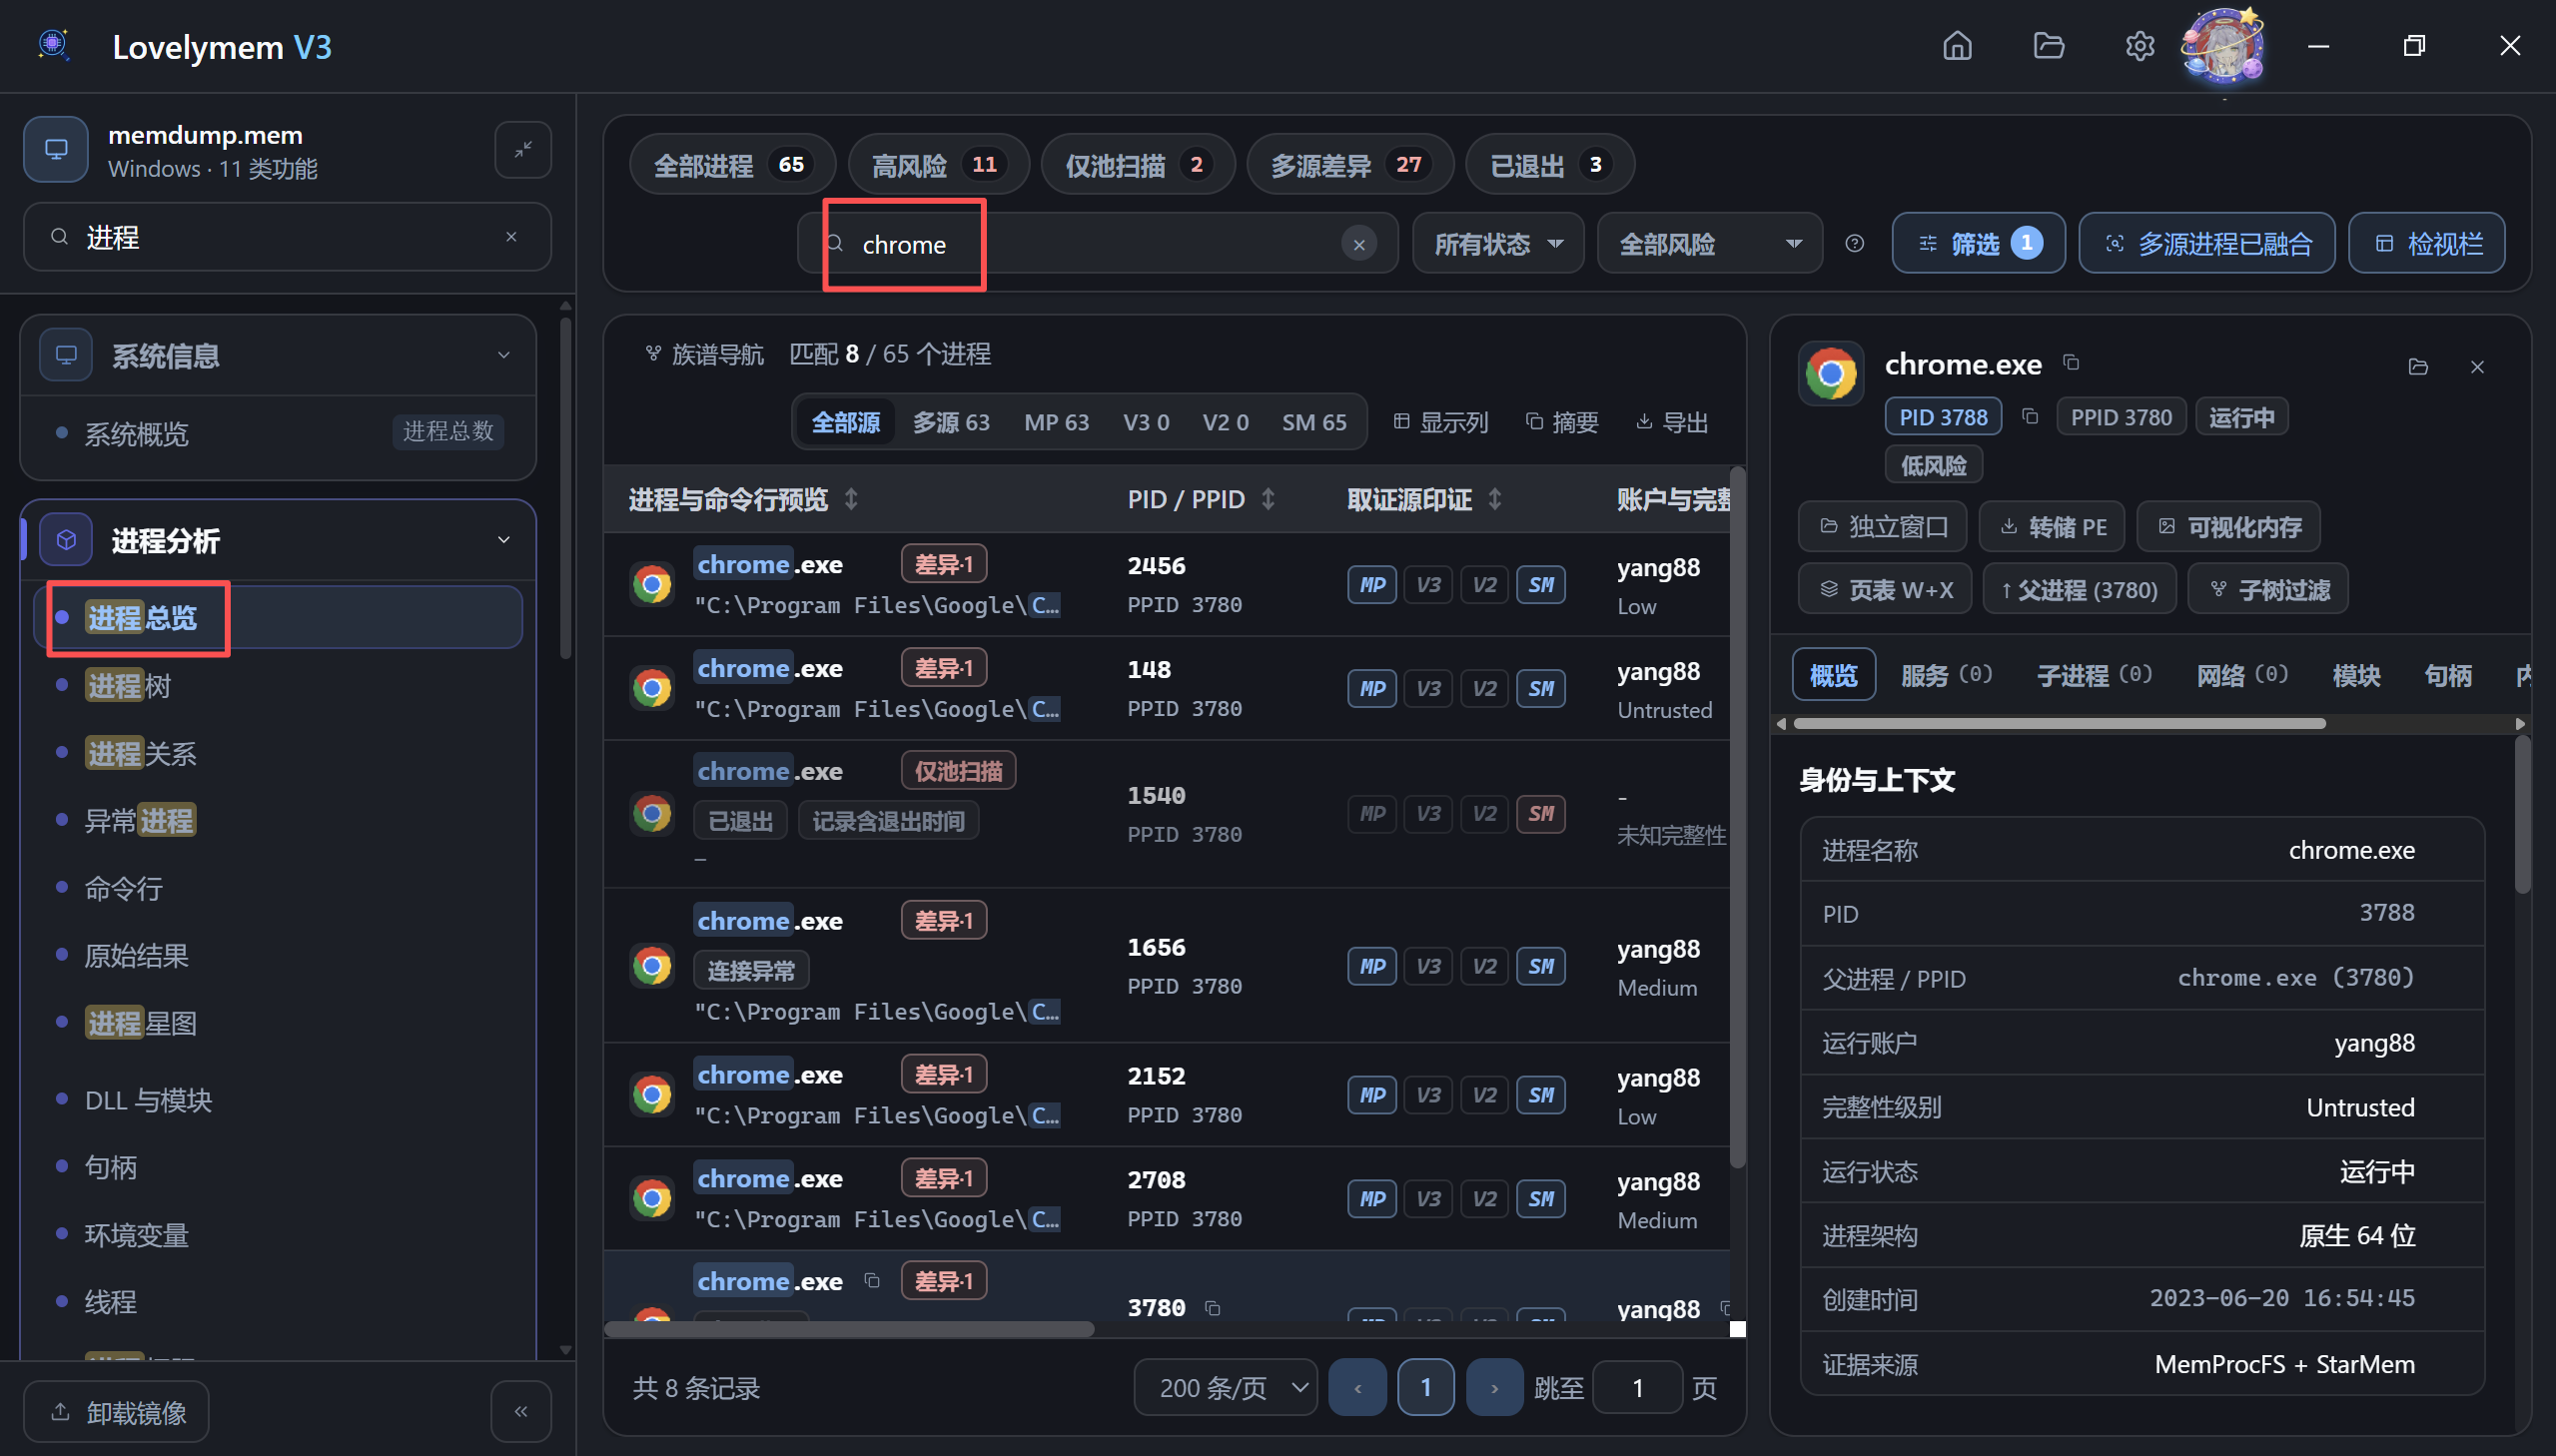 Lovelymem V3
memdump.mem
Windows · 11 类功能
进程
系统信息
系统概览 进程总数
进程分析
进程总览
进程树
进程关系
异常进程
命令行
原始结果
进程星图
DLL 与模块
句柄
环境变量
线程
卸载镜像
全部进程 65 高风险 11 仅池扫描 2 多源差异 27 已退出 3
chrome 所有状态 全部风险 筛选 1 多源进程已融合 检视栏
族谱导航 匹配 8 / 65 个进程
全部源 多源 63 MP 63 V3 0 V2 0 SM 65 显示列 摘要 导出
进程与命令行预览 PID / PPID 取证源印证 账户与完整
chrome.exe 差异·1 2456 MP V3 V2 SM yang88
"C:\Program Files\Google\C… PPID 3780 Low
chrome.exe 差异·1 148 MP V3 V2 SM yang88
"C:\Program Files\Google\C… PPID 3780 Untrusted
chrome.exe 仅池扫描 1540 MP V3 V2 SM -
已退出 记录含退出时间 PPID 3780 未知完整性
—
chrome.exe 差异·1 1656 MP V3 V2 SM yang88
连接异常 PPID 3780 Medium
"C:\Program Files\Google\C…
chrome.exe 差异·1 2152 MP V3 V2 SM yang88
"C:\Program Files\Google\C… PPID 3780 Low
chrome.exe 差异·1 2708 MP V3 V2 SM yang88
"C:\Program Files\Google\C… PPID 3780 Medium
chrome.exe 差异·1 3780 yang88
共 8 条记录 200 条/页 ‹ 1 › 跳至 1 页
chrome.exe
PID 3788 PPID 3780 运行中
低风险
独立窗口 转储 PE 可视化内存
页表 W+X ↑ 父进程 (3780) 子树过滤
概览 服务 (0) 子进程 (0) 网络 (0) 模块 句柄
身份与上下文
进程名称 chrome.exe
PID 3788
父进程 / PPID chrome.exe (3780)
运行账户 yang88
完整性级别 Untrusted
运行状态 运行中
进程架构 原生 64 位
创建时间 2023-06-20 16:54:45
证据来源 MemProcFS + StarMem